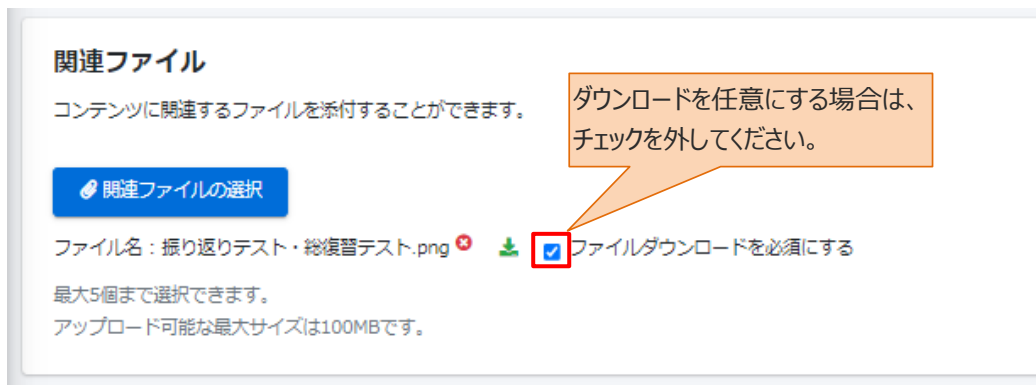 関連ファイル
コンテンツに関連するファイルを添付することができます。
ダウンロードを任意にする場合は、
チェックを外してください。
関連ファイルの選択
ファイル名：振り返りテスト・総復習テスト.png ファイルダウンロードを必須にする
最大5個まで選択できます。
アップロード可能な最大サイズは100MBです。